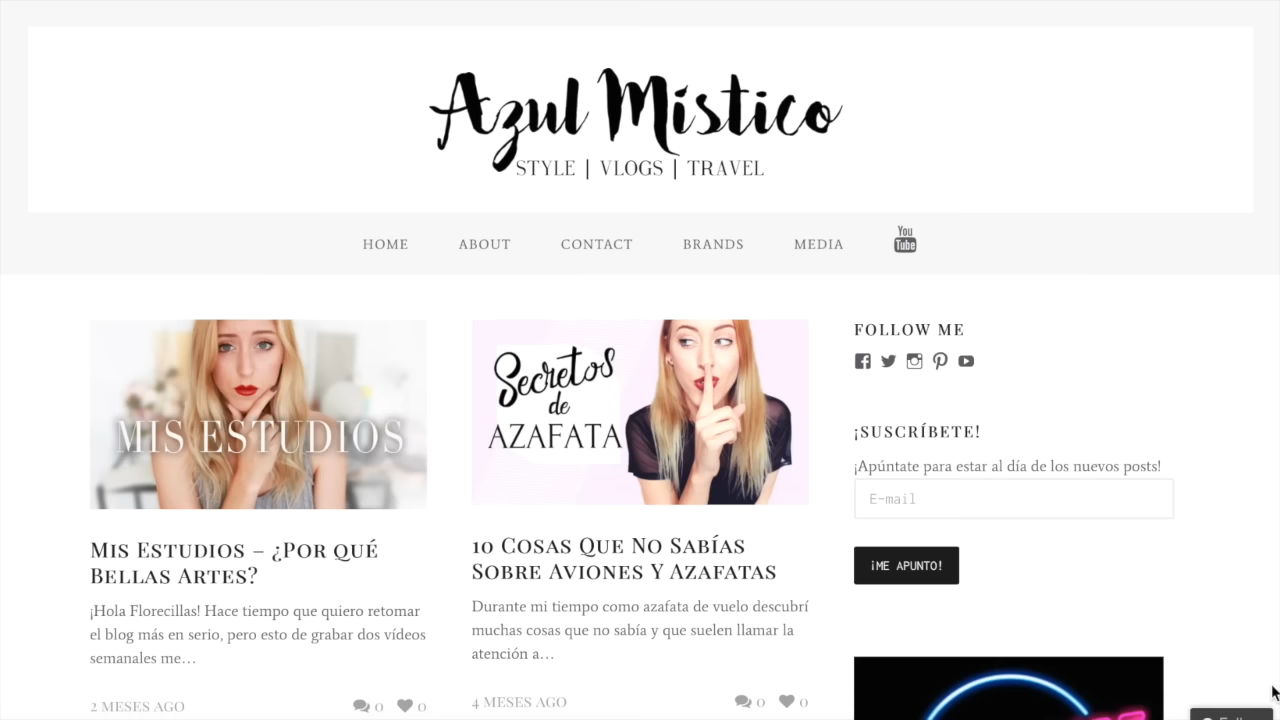 Azul Místico
STYLE | VLOGS | TRAVEL
HOME ABOUT CONTACT BRANDS MEDIA You
Tube
MIS ESTUDIOS
Mis Estudios – ¿Por qué
Bellas Artes?
¡Hola Florecillas! Hace tiempo que quiero retomar
el blog más en serio, pero esto de grabar dos vídeos
semanales me…
2 MESES AGO 0 0
Secretos
de
AZAFATA
10 Cosas Que No Sabías
Sobre Aviones Y Azafatas
Durante mi tiempo como azafata de vuelo descubrí
muchas cosas que no sabía y que suelen llamar la
atención a…
4 MESES AGO 0 0
FOLLOW ME
¡SUSCRÍBETE!
¡Apúntate para estar al día de los nuevos posts!
E-mail
¡ME APUNTO!